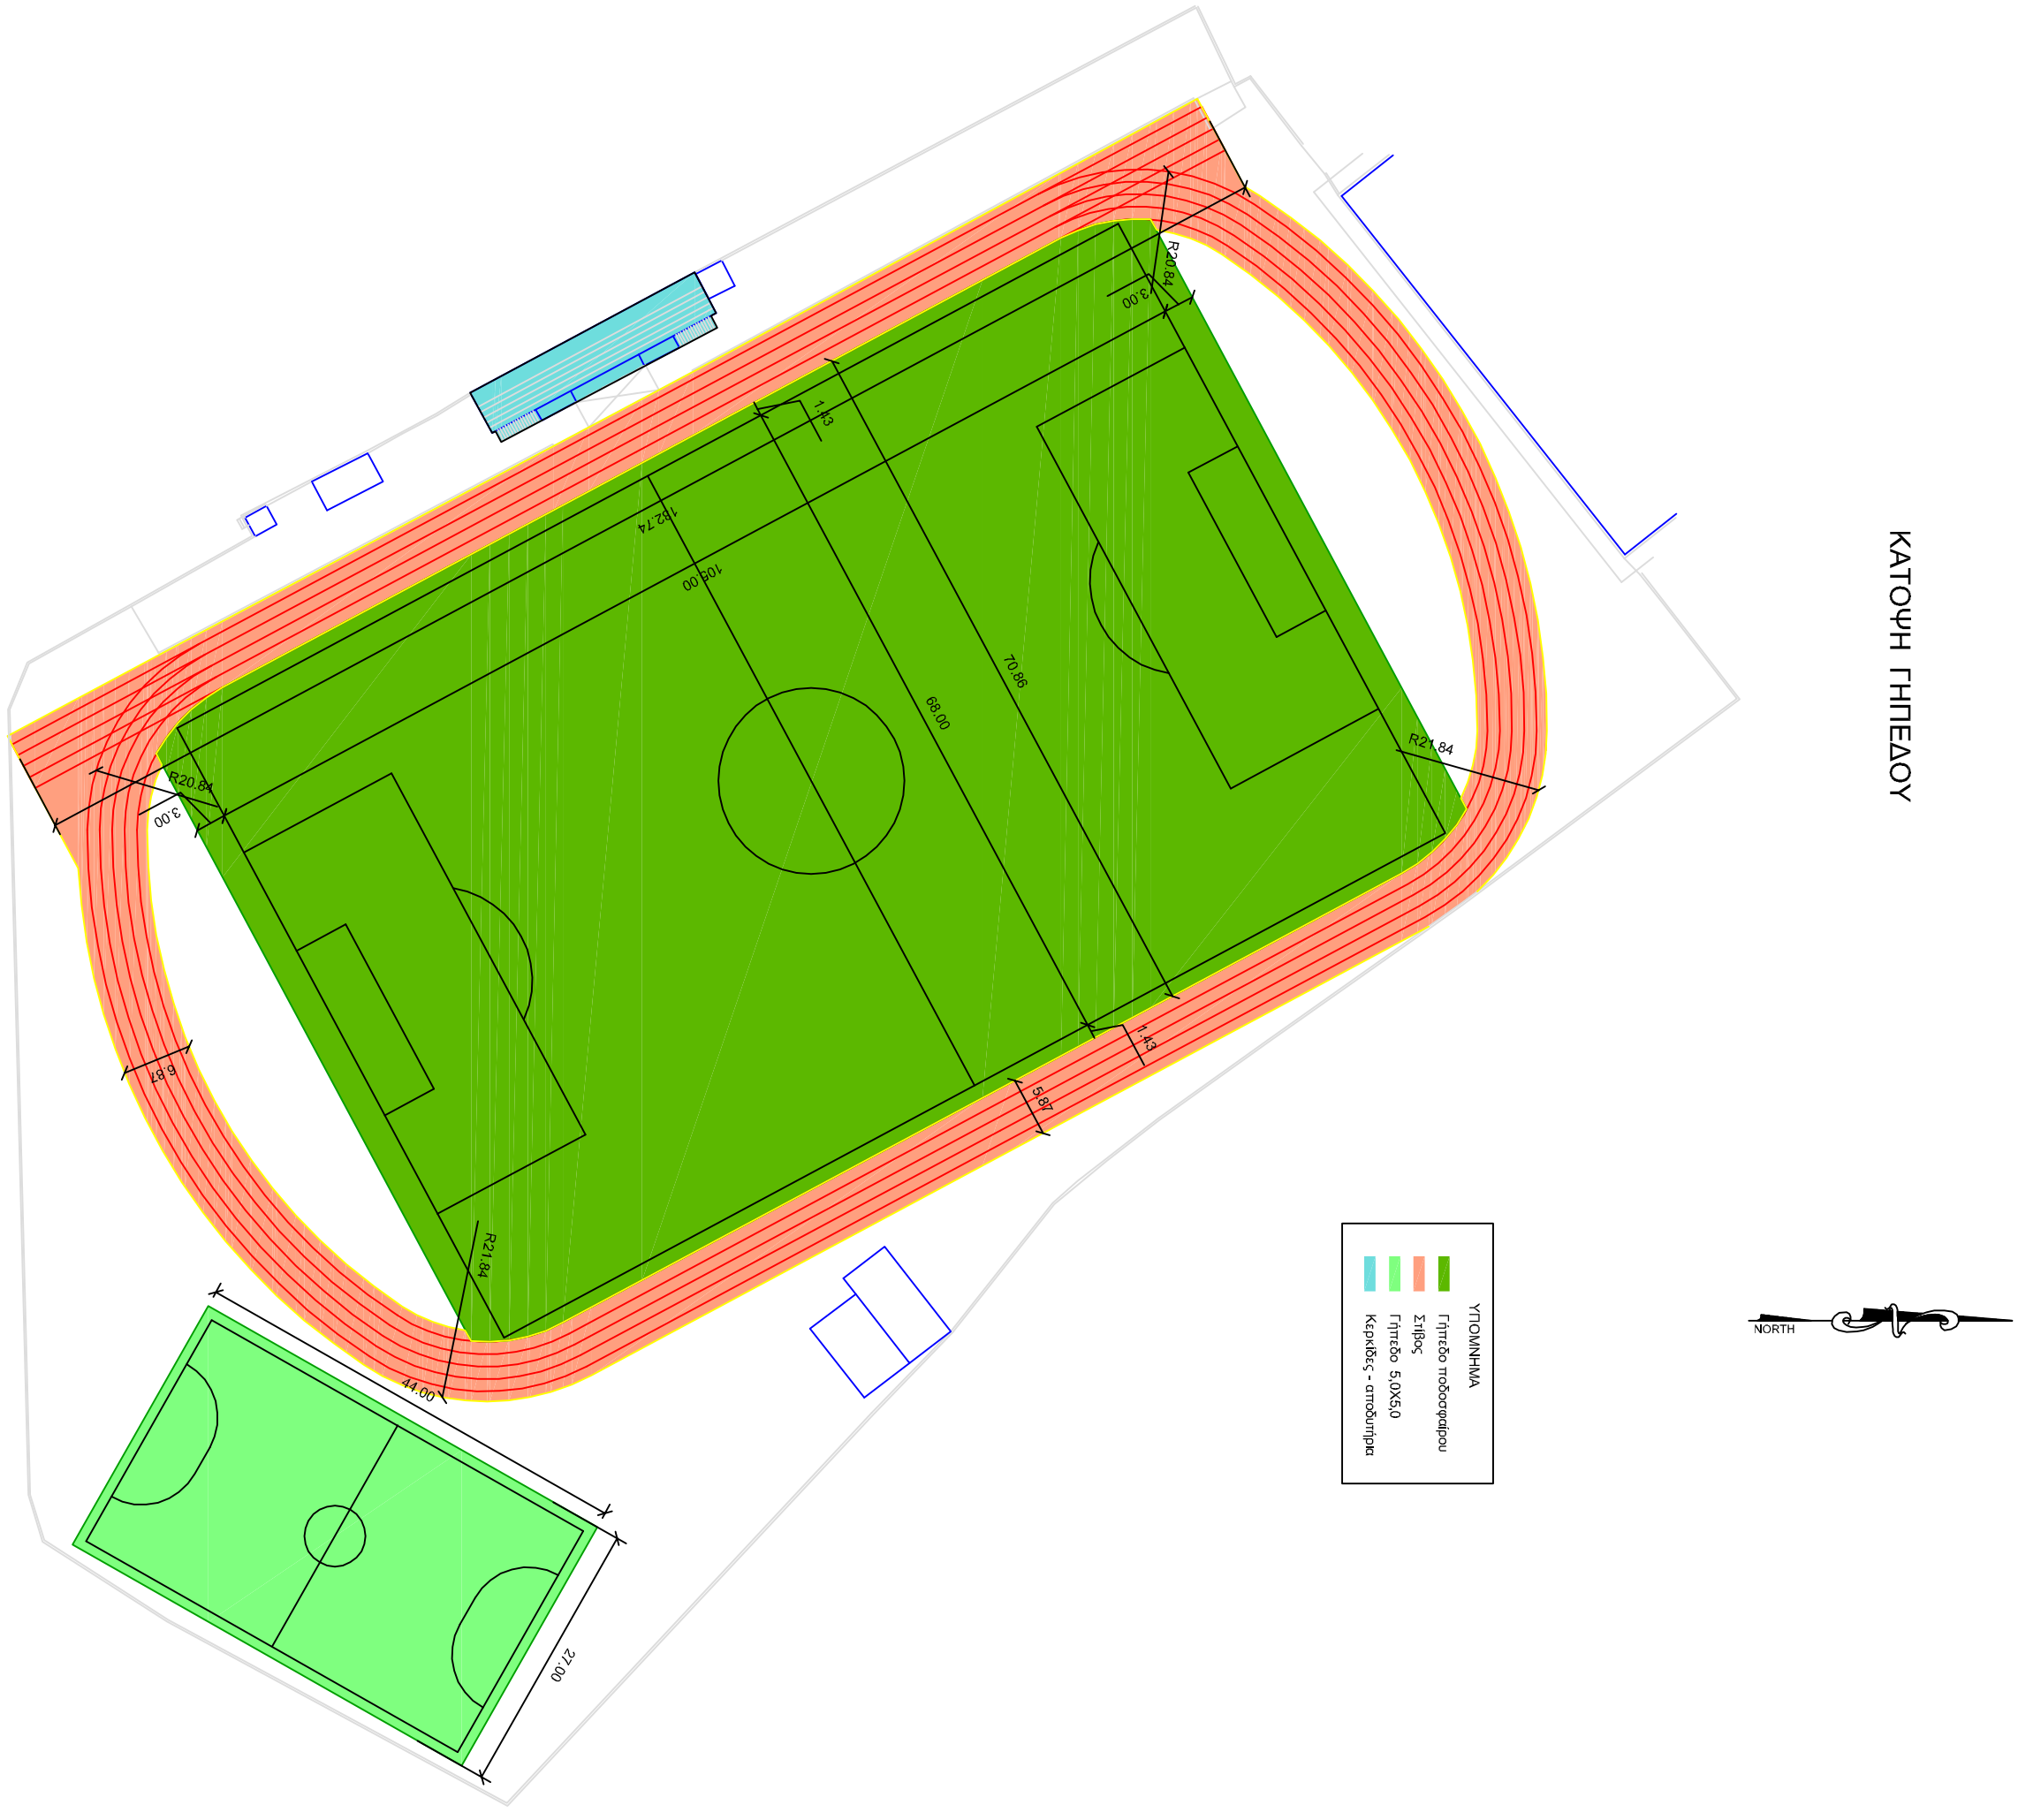 ΚΑΤΟΨΗ ΓΗΠΕΔΟΥ
R20.84
3.00
1.43
132.74
105.00
70.86
68.00
R21.84
R20.84
3.00
1.43
5.87
6.87
R21.84
44.00
27.00
ΥΠΟΜΝΗΜΑ
Γήπεδο ποδοσφαίρου
Στίβος
Γήπεδο 5,0Χ5,0
Κερκίδες - αποδυτήρια
NORTH